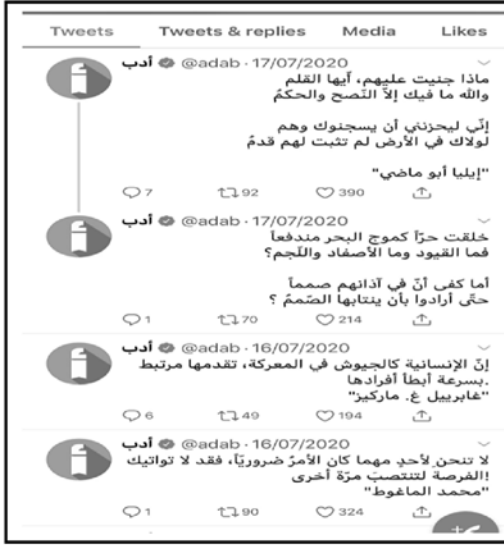 Tweets Tweets & replies Media Likes
أدب @adab · 17/07/2020
ماذا جنيت عليهم، أيها القلم
والله ما فيك إلاّ النّصح والحكمُ
إنّي ليحزنني أن يسجنوك وهم
لولاك في الأرض لم تثبت لهم قدمُ
"إيليا أبو ماضي"
7 92 390
أدب @adab · 17/07/2020
خلقت حرّاً كموج البحر مندفعاً
فما القيود وما الأصفاد واللّجم؟
أما كفى أنّ في آذانهم صمماً
حتّى أرادوا بأن ينتابها الصّممُ ؟
1 70 214
أدب @adab · 16/07/2020
إنّ الإنسانية كالجيوش في المعركة، تقدمها مرتبط
.بسرعة أبطأ أفرادها
"غابرييل غ. ماركيز"
6 49 194
أدب @adab · 16/07/2020
لا تنحنِ لأحدٍ مهما كان الأمرُ ضروريّاً، فقد لا تواتيك
!الفرصة لتنتصبَ مرّة أخرى
"محمد الماغوط"
1 90 324